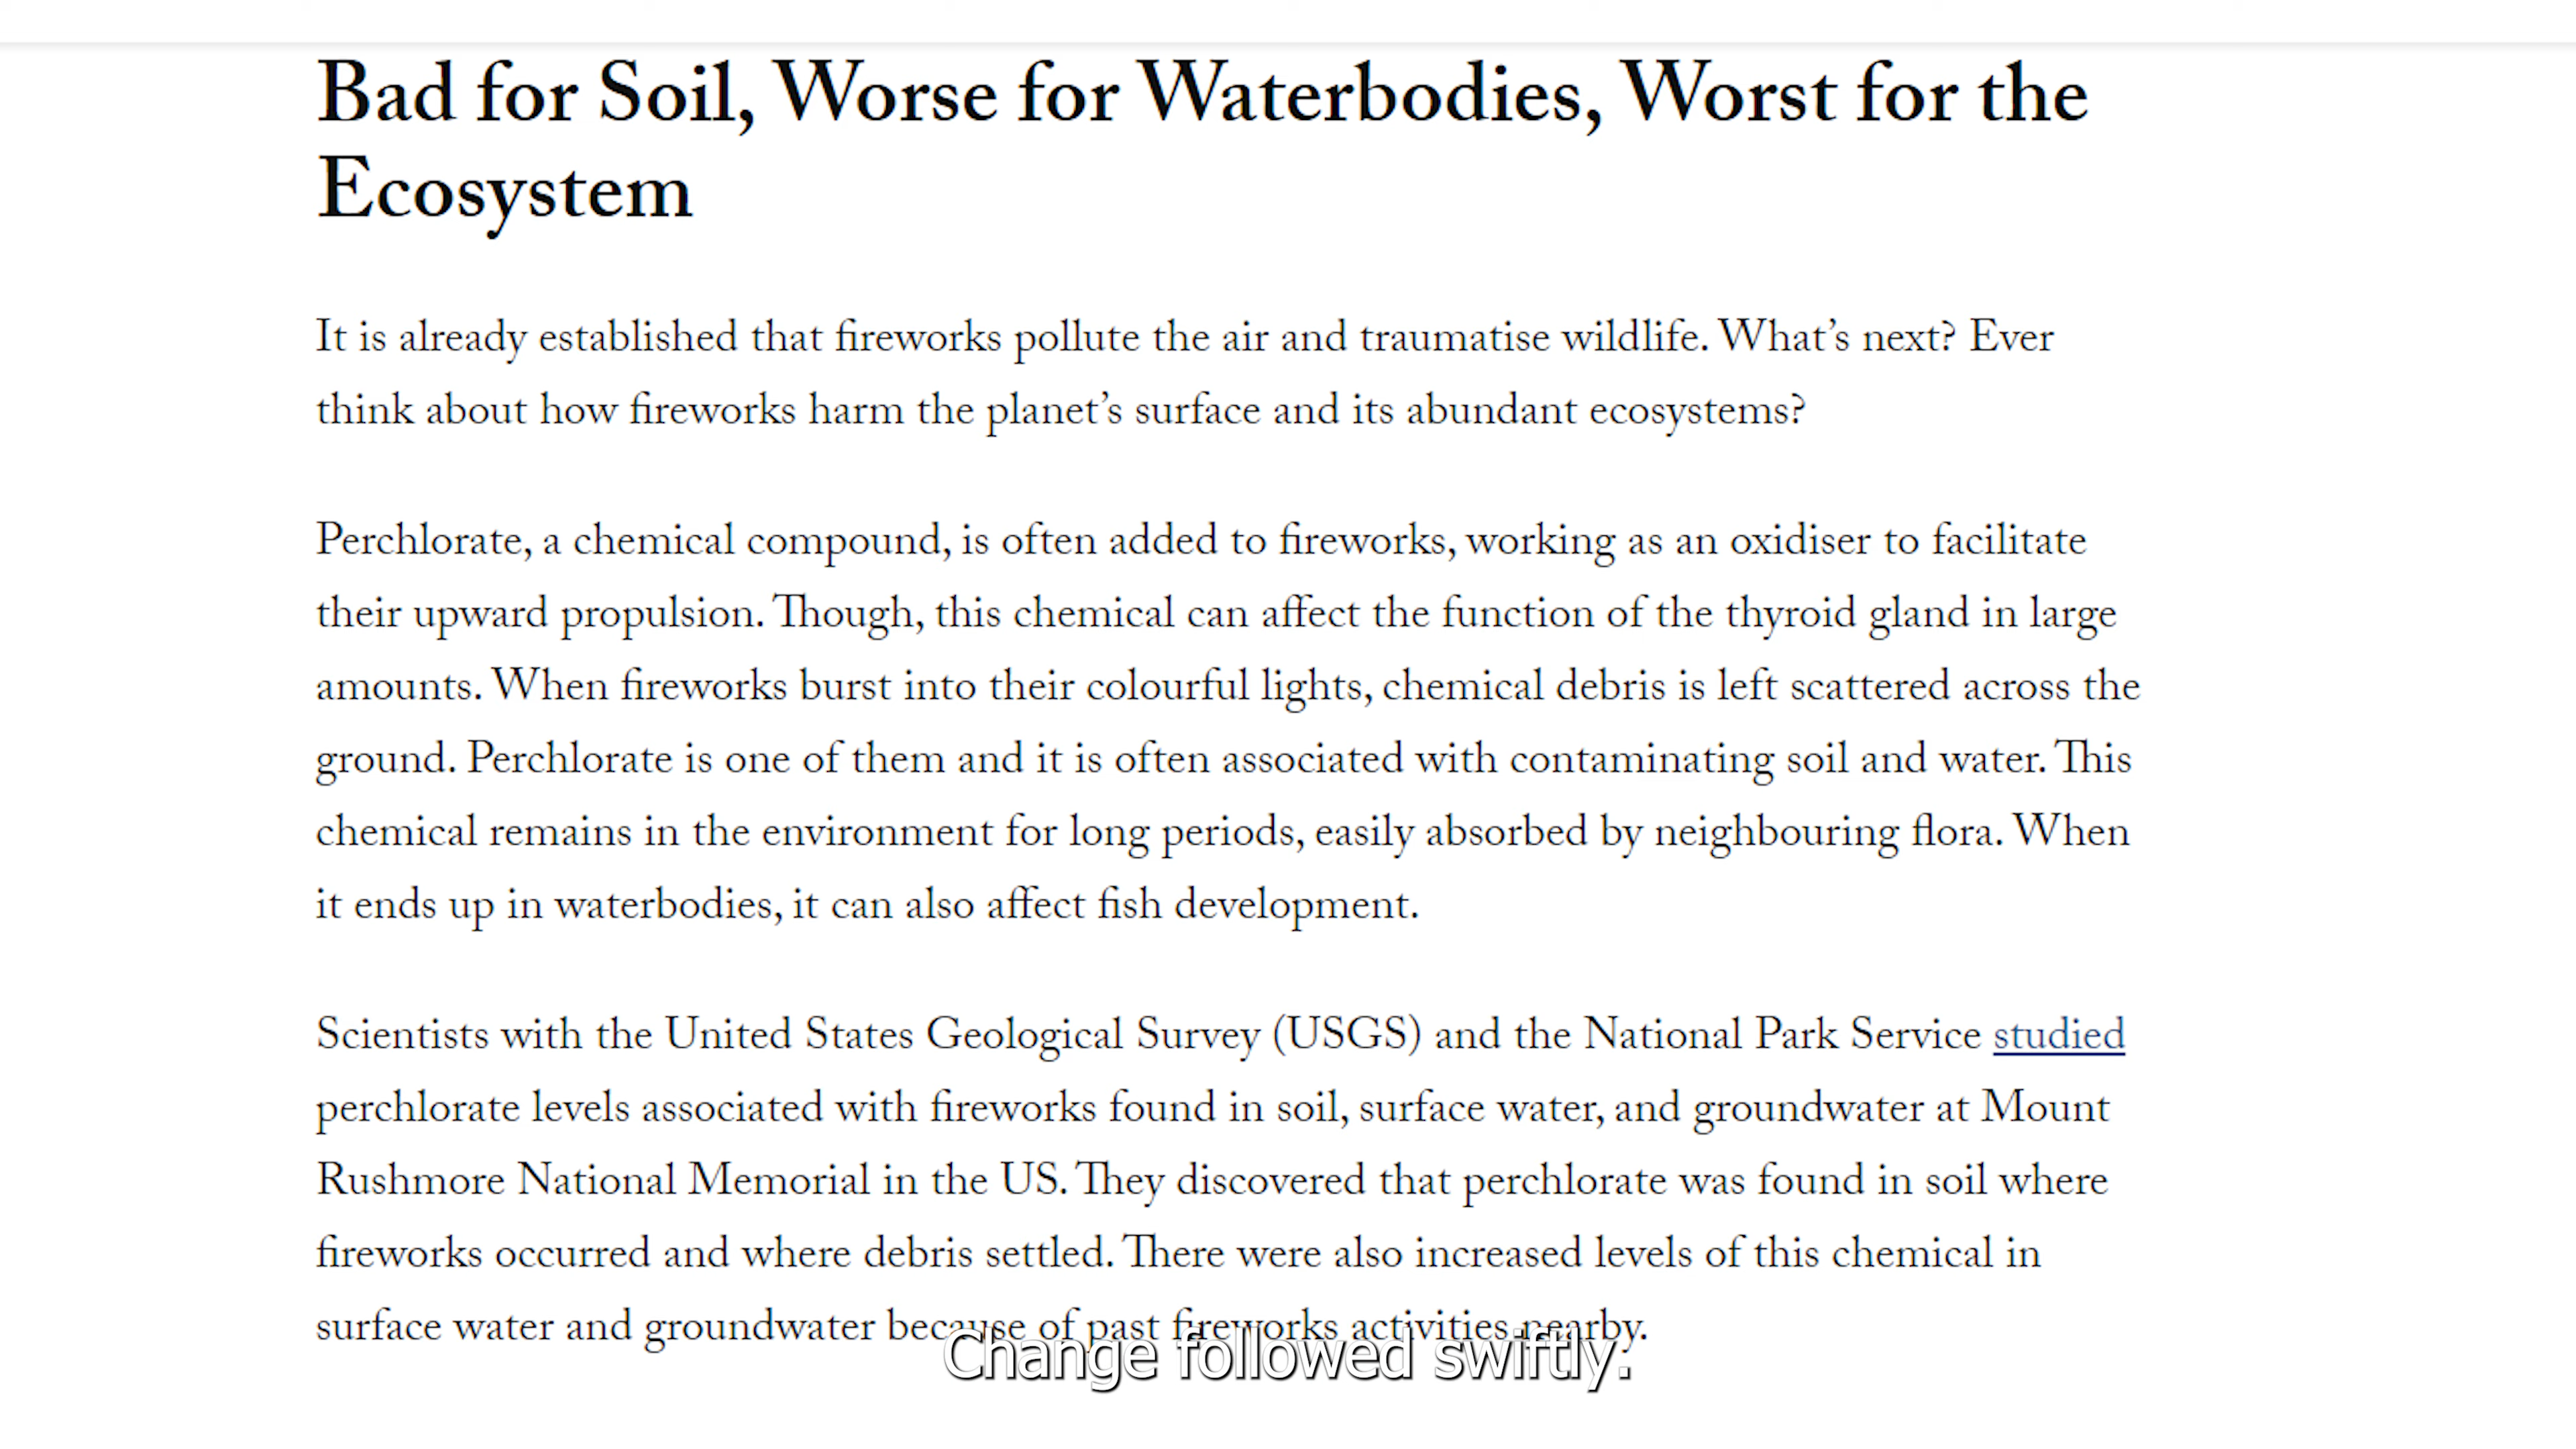 Bad for Soil, Worse for Waterbodies, Worst for the
Ecosystem
It is already established that fireworks pollute the air and traumatise wildlife. What’s next? Ever
think about how fireworks harm the planet’s surface and its abundant ecosystems?
Perchlorate, a chemical compound, is often added to fireworks, working as an oxidiser to facilitate
their upward propulsion. Though, this chemical can affect the function of the thyroid gland in large
amounts. When fireworks burst into their colourful lights, chemical debris is left scattered across the
ground. Perchlorate is one of them and it is often associated with contaminating soil and water. This
chemical remains in the environment for long periods, easily absorbed by neighbouring flora. When
it ends up in waterbodies, it can also affect fish development.
Scientists with the United States Geological Survey (USGS) and the National Park Service studied
perchlorate levels associated with fireworks found in soil, surface water, and groundwater at Mount
Rushmore National Memorial in the US. They discovered that perchlorate was found in soil where
fireworks occurred and where debris settled. There were also increased levels of this chemical in
surface water and groundwater because of past fireworks activities nearby.
Change followed swiftly.